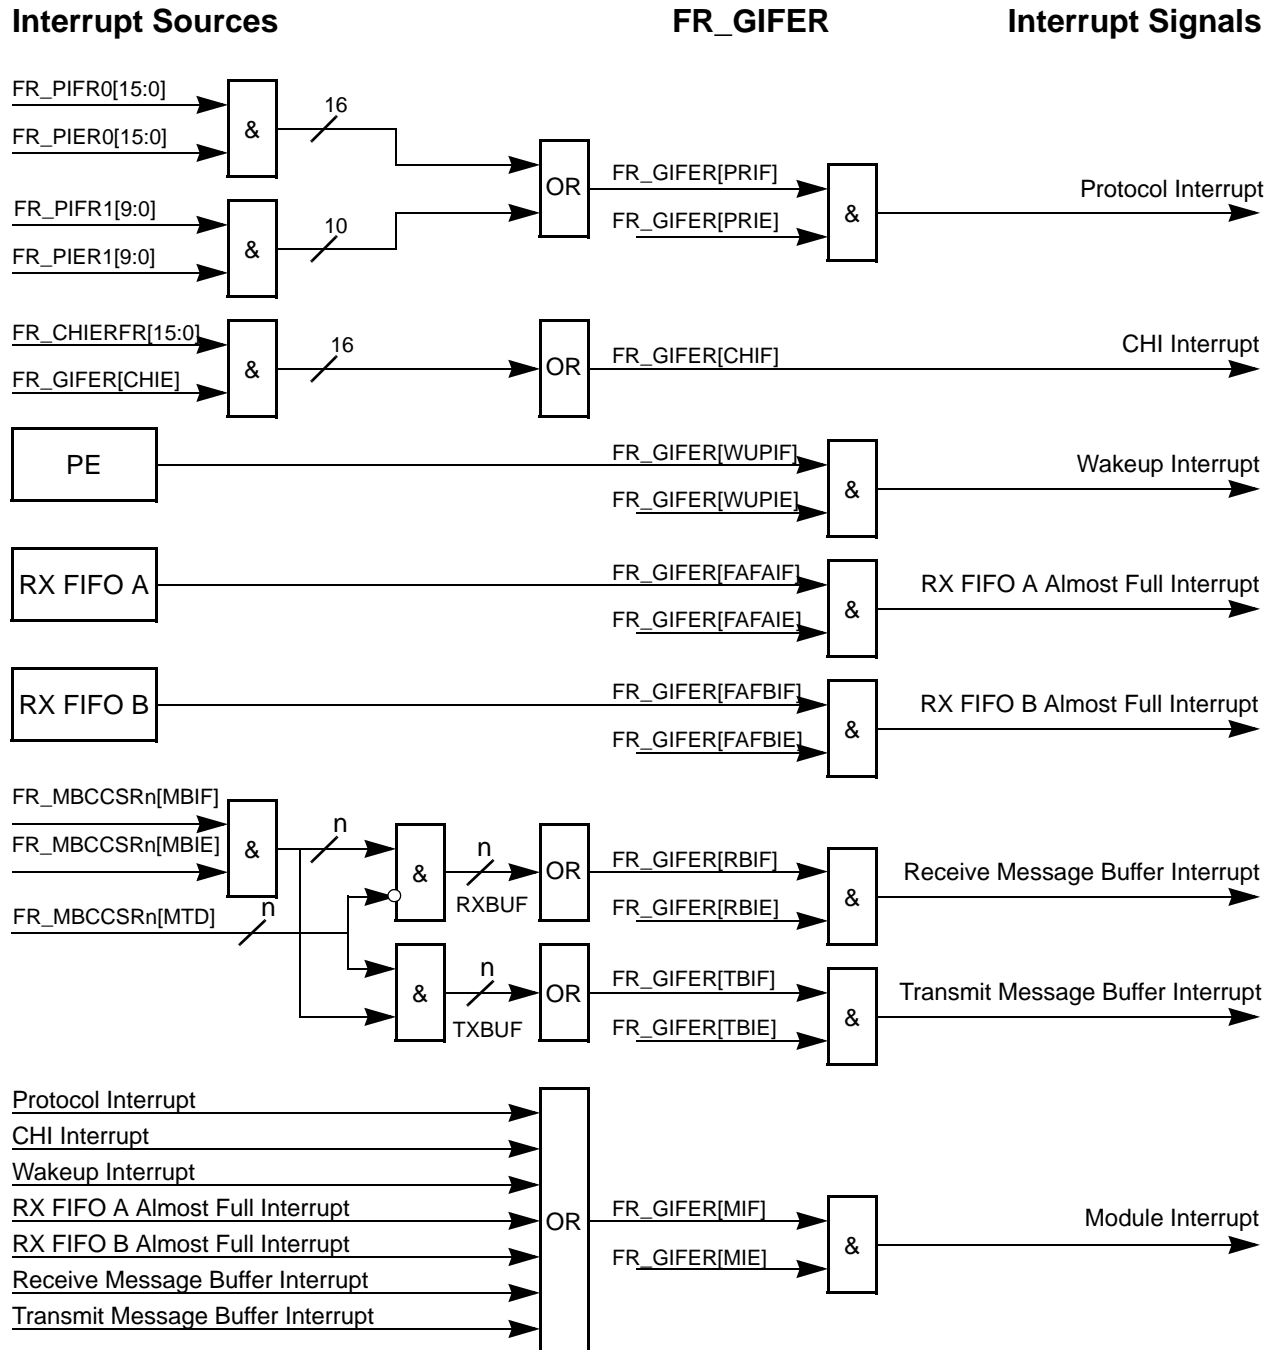 Interrupt Sources FR_GIFER Interrupt Signals
FR_PIFR0[15:0]
FR_PIER0[15:0]
&
16
FR_PIFR1[9:0]
FR_PIER1[9:0]
&
10
OR
FR_GIFER[PRIF]
FR_GIFER[PRIE]
&
Protocol Interrupt
FR_CHIERFR[15:0]
FR_GIFER[CHIE]
&
16
OR
FR_GIFER[CHIF]
CHI Interrupt
PE
FR_GIFER[WUPIF]
FR_GIFER[WUPIE]
&
Wakeup Interrupt
RX FIFO A
FR_GIFER[FAFAIF]
FR_GIFER[FAFAIE]
&
RX FIFO A Almost Full Interrupt
RX FIFO B
FR_GIFER[FAFBIF]
FR_GIFER[FAFBIE]
&
RX FIFO B Almost Full Interrupt
FR_MBCCSRn[MBIF]
FR_MBCCSRn[MBIE]
&
n
FR_MBCCSRn[MTD]
n
&
n
RXBUF
OR
FR_GIFER[RBIF]
FR_GIFER[RBIE]
&
Receive Message Buffer Interrupt
&
n
TXBUF
OR
FR_GIFER[TBIF]
FR_GIFER[TBIE]
&
Transmit Message Buffer Interrupt
Protocol Interrupt
CHI Interrupt
Wakeup Interrupt
RX FIFO A Almost Full Interrupt
RX FIFO B Almost Full Interrupt
Receive Message Buffer Interrupt
Transmit Message Buffer Interrupt
OR
FR_GIFER[MIF]
FR_GIFER[MIE]
&
Module Interrupt